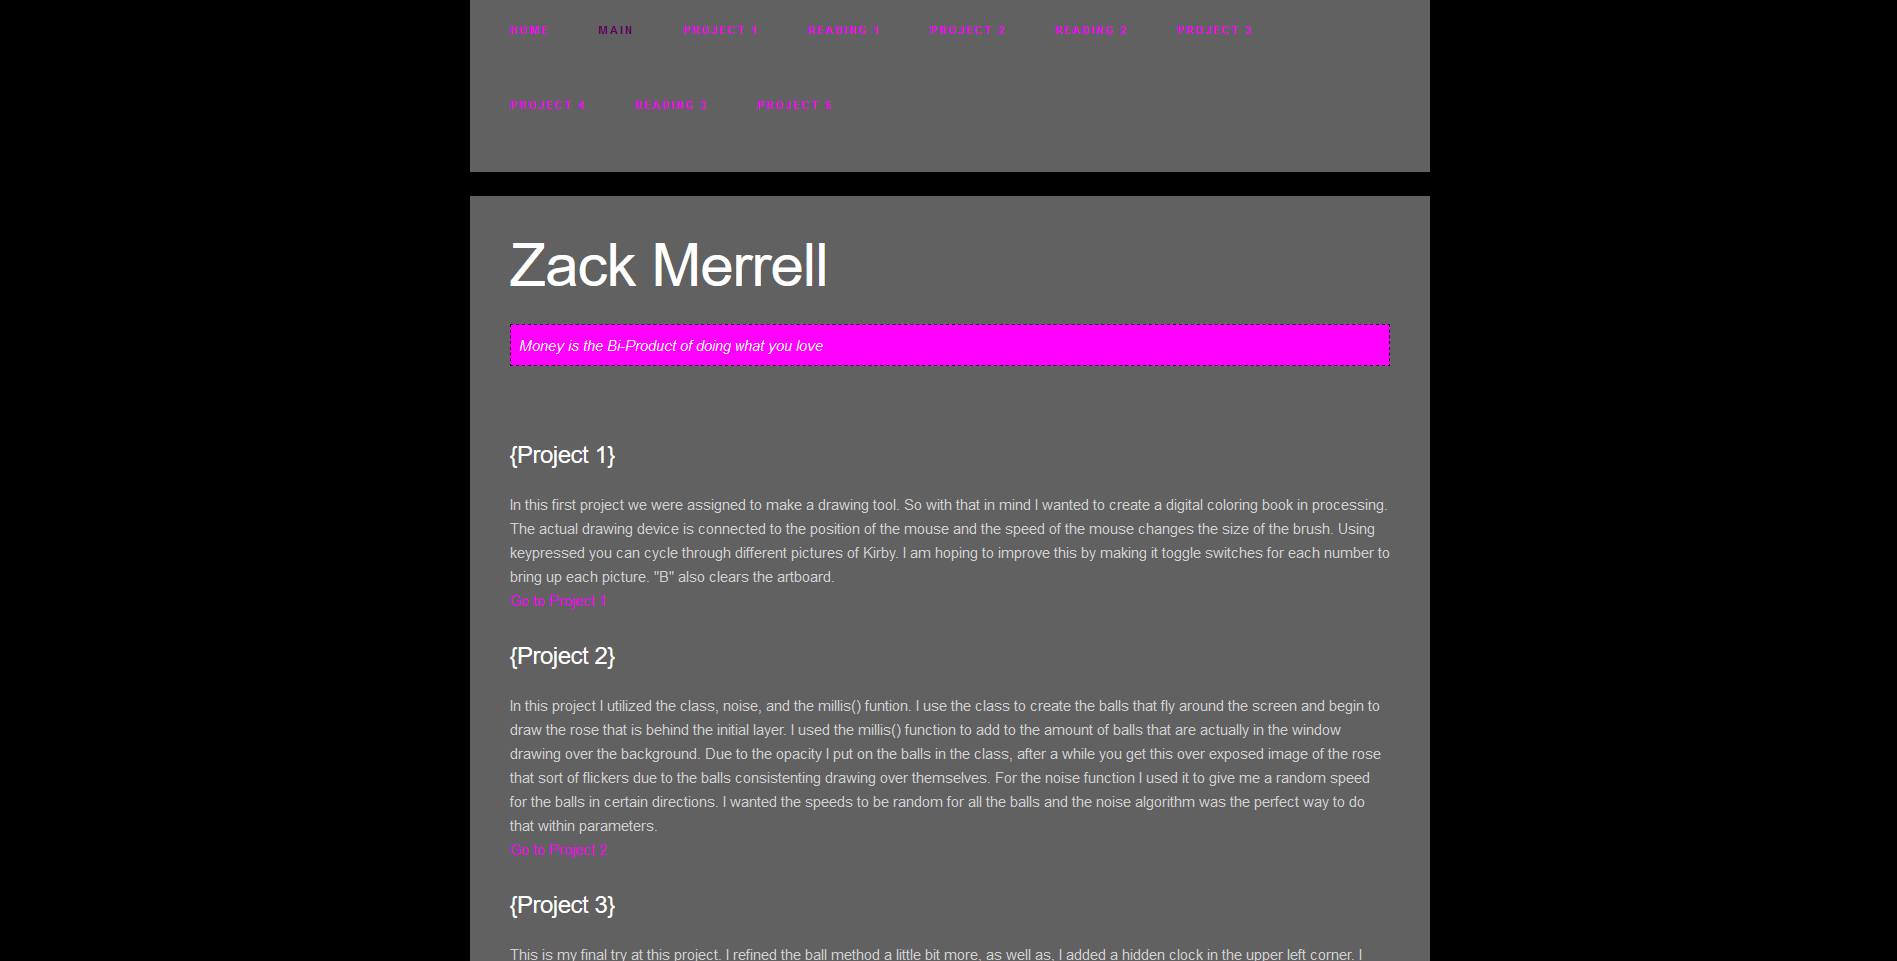 HOME MAIN PROJECT 1 READING 1 PROJECT 2 READING 2 PROJECT 3
PROJECT 4 READING 3 PROJECT 5
Zack Merrell
Money is the Bi-Product of doing what you love
{Project 1}
In this first project we were assigned to make a drawing tool. So with that in mind I wanted to create a digital coloring book in processing.
The actual drawing device is connected to the position of the mouse and the speed of the mouse changes the size of the brush. Using
keypressed you can cycle through different pictures of Kirby. I am hoping to improve this by making it toggle switches for each number to
bring up each picture. "B" also clears the artboard.
Go to Project 1
{Project 2}
In this project I utilized the class, noise, and the millis() funtion. I use the class to create the balls that fly around the screen and begin to
draw the rose that is behind the initial layer. I used the millis() function to add to the amount of balls that are actually in the window
drawing over the background. Due to the opacity I put on the balls in the class, after a while you get this over exposed image of the rose
that sort of flickers due to the balls consistenting drawing over themselves. For the noise function I used it to give me a random speed
for the balls in certain directions. I wanted the speeds to be random for all the balls and the noise algorithm was the perfect way to do
that within parameters.
Go to Project 2
{Project 3}
This is my final try at this project. I refined the ball method a little bit more, as well as, I added a hidden clock in the upper left corner. I